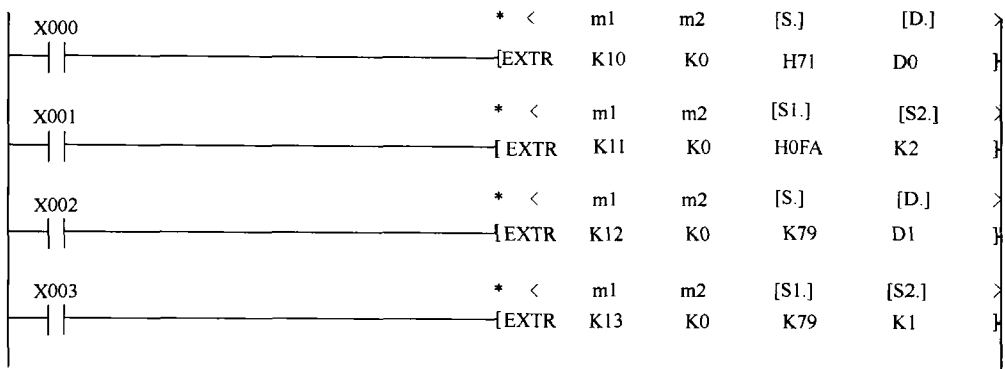 * < m1 m2 [S.] [D.] >
X000
[EXTR K10 K0 H71 D0 ]
* < m1 m2 [S1.] [S2.] >
X001
[EXTR K11 K0 H0FA K2 ]
* < m1 m2 [S.] [D.] >
X002
[EXTR K12 K0 K79 D1 ]
* < m1 m2 [S1.] [S2.] >
X003
[EXTR K13 K0 K79 K1 ]